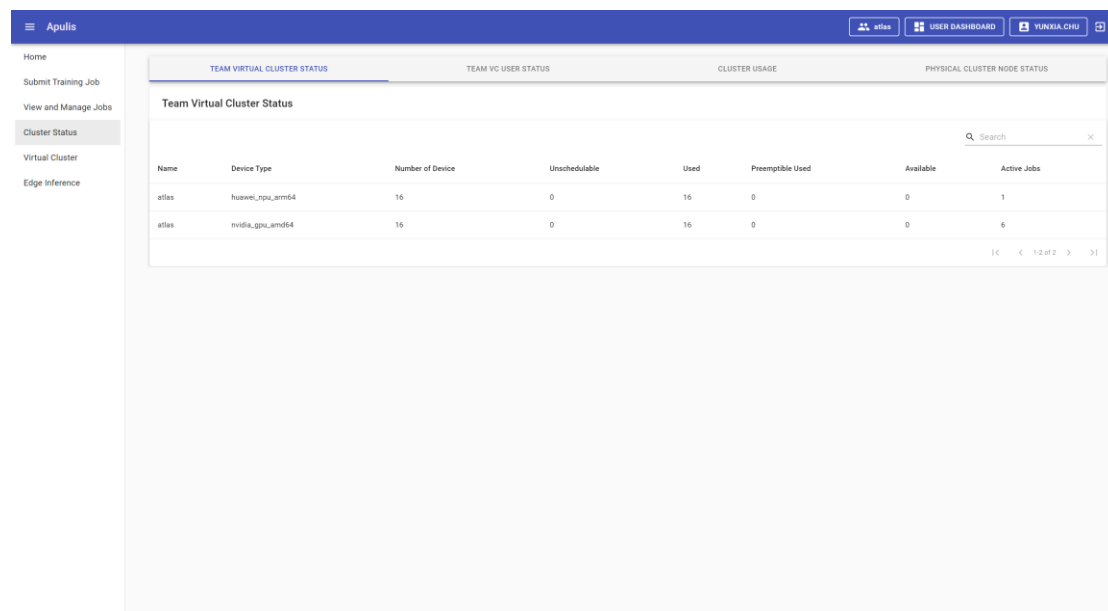 Apulis
atlas
USER DASHBOARD
YUNXIA.CHU
Home
Submit Training Job
View and Manage Jobs
Cluster Status
Virtual Cluster
Edge Inference
TEAM VIRTUAL CLUSTER STATUS
TEAM VC USER STATUS
CLUSTER USAGE
PHYSICAL CLUSTER NODE STATUS
Team Virtual Cluster Status
Search
Name Device Type Number of Device Unschedulable Used Preemptible Used Available Active Jobs
atlas huawei_npu_arm64 16 0 16 0 0 1
atlas nvidia_gpu_amd64 16 0 16 0 0 6
1-2 of 2